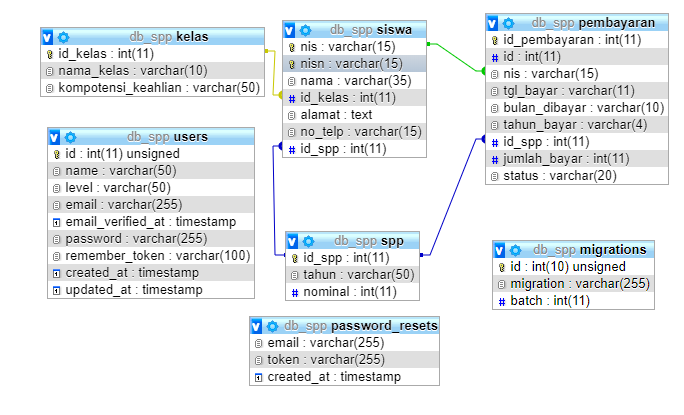 db_spp kelas
id_kelas : int(11)
nama_kelas : varchar(10)
kompotensi_keahlian : varchar(50)
db_spp siswa
nis : varchar(15)
nisn : varchar(15)
nama : varchar(35)
id_kelas : int(11)
alamat : text
no_telp : varchar(15)
id_spp : int(11)
db_spp pembayaran
id_pembayaran : int(11)
id : int(11)
nis : varchar(15)
tgl_bayar : varchar(11)
bulan_dibayar : varchar(10)
tahun_bayar : varchar(4)
id_spp : int(11)
jumlah_bayar : int(11)
status : varchar(20)
db_spp users
id : int(11) unsigned
name : varchar(50)
level : varchar(50)
email : varchar(255)
email_verified_at : timestamp
password : varchar(255)
remember_token : varchar(100)
created_at : timestamp
updated_at : timestamp
db_spp spp
id_spp : int(11)
tahun : varchar(50)
nominal : int(11)
db_spp migrations
id : int(10) unsigned
migration : varchar(255)
batch : int(11)
db_spp password_resets
email : varchar(255)
token : varchar(255)
created_at : timestamp